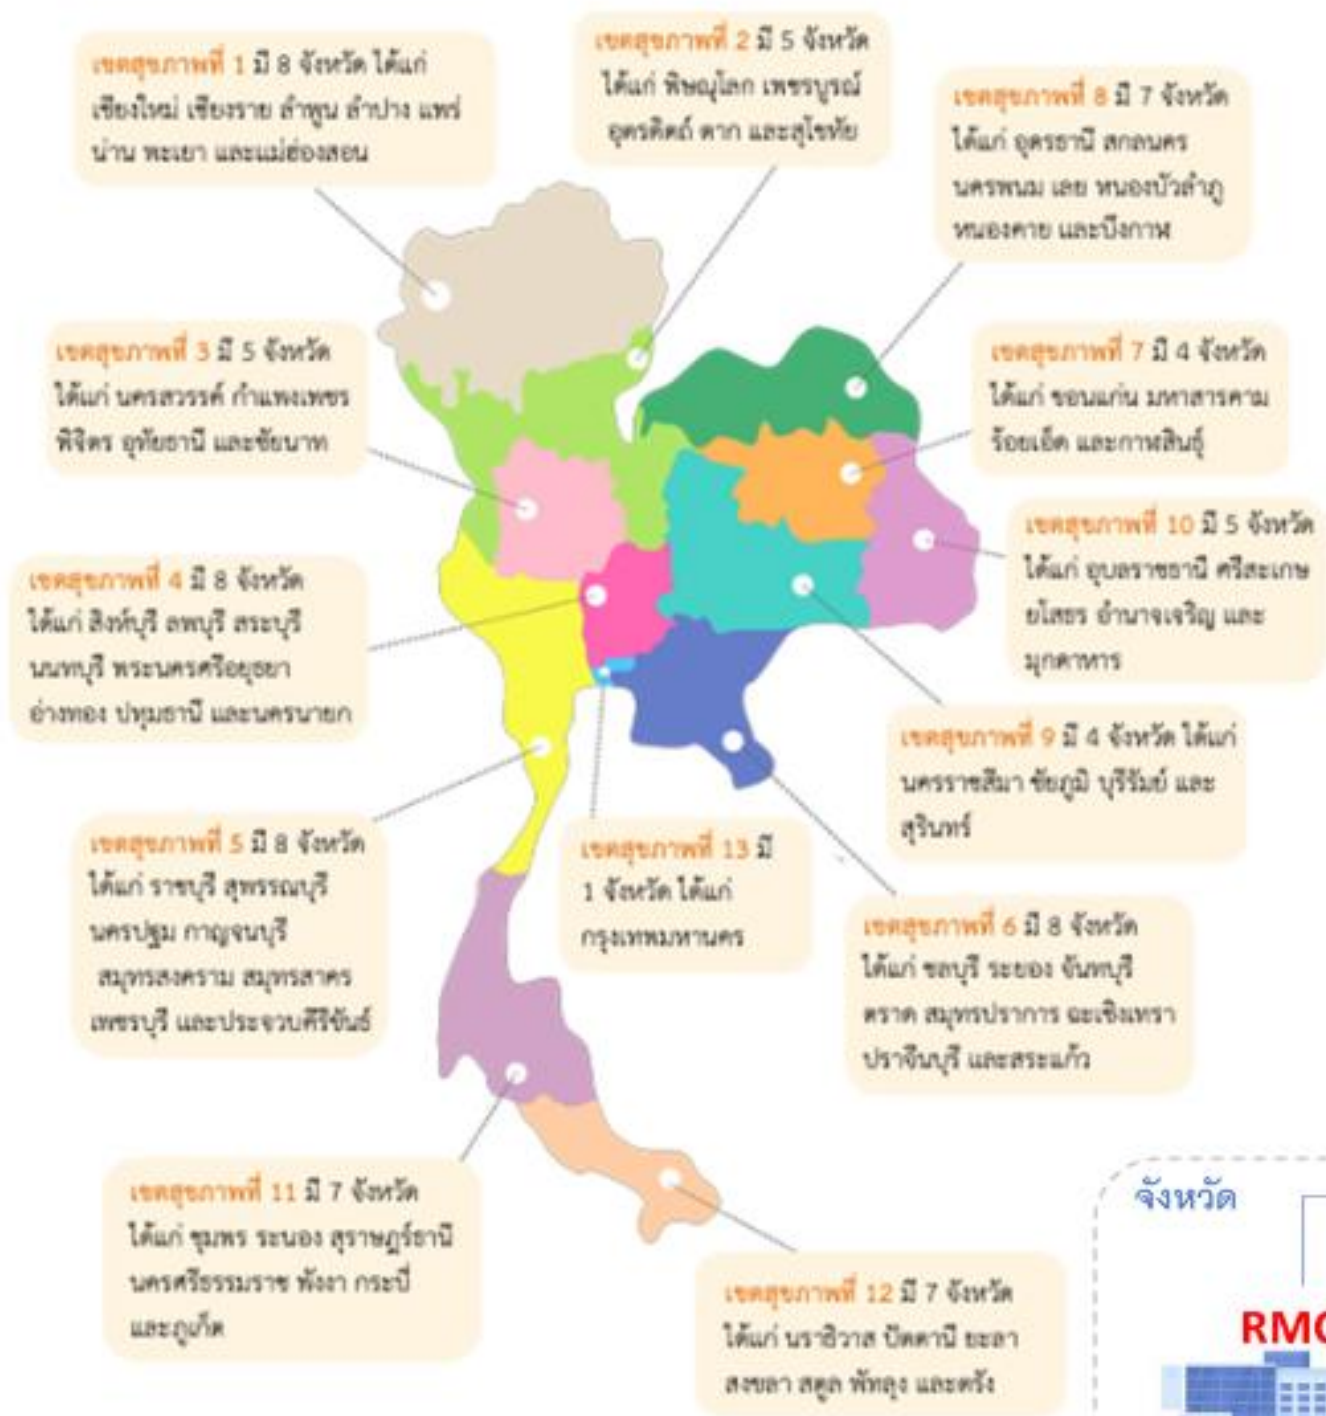 เขตสุขภาพที่ 1 มี 8 จังหวัด ได้แก่
เชียงใหม่ เชียงราย ลำพูน ลำปาง แพร่
น่าน พะเยา และแม่ฮ่องสอน
เขตสุขภาพที่ 2 มี 5 จังหวัด
ได้แก่ พิษณุโลก เพชรบูรณ์
อุตรดิตถ์ ตาก และสุโขทัย
เขตสุขภาพที่ 8 มี 7 จังหวัด
ได้แก่ อุดรธานี สกลนคร
นครพนม เลย หนองบัวลำภู
หนองคาย และบึงกาฬ
เขตสุขภาพที่ 3 มี 5 จังหวัด
ได้แก่ นครสวรรค์ กำแพงเพชร
พิจิตร อุทัยธานี และชัยนาท
เขตสุขภาพที่ 7 มี 4 จังหวัด
ได้แก่ ขอนแก่น มหาสารคาม
ร้อยเอ็ด และกาฬสินธุ์
เขตสุขภาพที่ 10 มี 5 จังหวัด
ได้แก่ อุบลราชธานี ศรีสะเกษ
ยโสธร อำนาจเจริญ และ
มุกดาหาร
เขตสุขภาพที่ 4 มี 8 จังหวัด
ได้แก่ สิงห์บุรี ลพบุรี สระบุรี
นนทบุรี พระนครศรีอยุธยา
อ่างทอง ปทุมธานี และนครนายก
เขตสุขภาพที่ 9 มี 4 จังหวัด ได้แก่
นครราชสีมา ชัยภูมิ บุรีรัมย์ และ
สุรินทร์
เขตสุขภาพที่ 5 มี 8 จังหวัด
ได้แก่ ราชบุรี สุพรรณบุรี
นครปฐม กาญจนบุรี
สมุทรสงคราม สมุทรสาคร
เพชรบุรี และประจวบคีรีขันธ์
เขตสุขภาพที่ 13 มี
1 จังหวัด ได้แก่
กรุงเทพมหานคร
เขตสุขภาพที่ 6 มี 8 จังหวัด
ได้แก่ ชลบุรี ระยอง จันทบุรี
ตราด สมุทรปราการ ฉะเชิงเทรา
ปราจีนบุรี และสระแก้ว
เขตสุขภาพที่ 11 มี 7 จังหวัด
ได้แก่ ชุมพร ระนอง สุราษฎร์ธานี
นครศรีธรรมราช พังงา กระบี่
และภูเก็ต
เขตสุขภาพที่ 12 มี 7 จังหวัด
ได้แก่ นราธิวาส ปัตตานี ยะลา
สงขลา สตูล พัทลุง และตรัง
จังหวัด